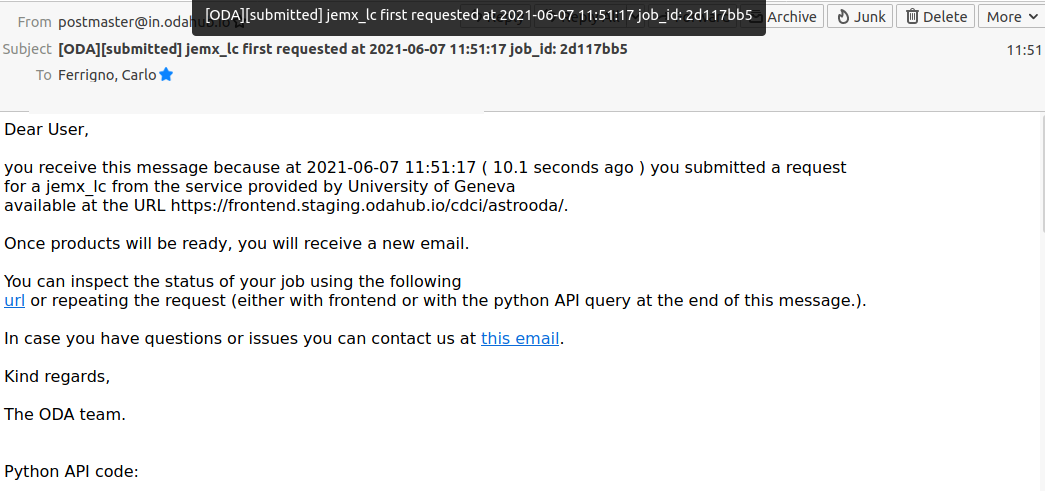 From postmaster@in.odahub.io
[ODA][submitted] jemx_lc first requested at 2021-06-07 11:51:17 job_id: 2d117bb5
Archive Junk Delete More
Subject [ODA][submitted] jemx_lc first requested at 2021-06-07 11:51:17 job_id: 2d117bb5 11:51
To Ferrigno, Carlo
Dear User,
you receive this message because at 2021-06-07 11:51:17 ( 10.1 seconds ago ) you submitted a request
for a jemx_lc from the service provided by University of Geneva
available at the URL https://frontend.staging.odahub.io/cdci/astrooda/.
Once products will be ready, you will receive a new email.
You can inspect the status of your job using the following
url or repeating the request (either with frontend or with the python API query at the end of this message.).
In case you have questions or issues you can contact us at this email.
Kind regards,
The ODA team.
Python API code: